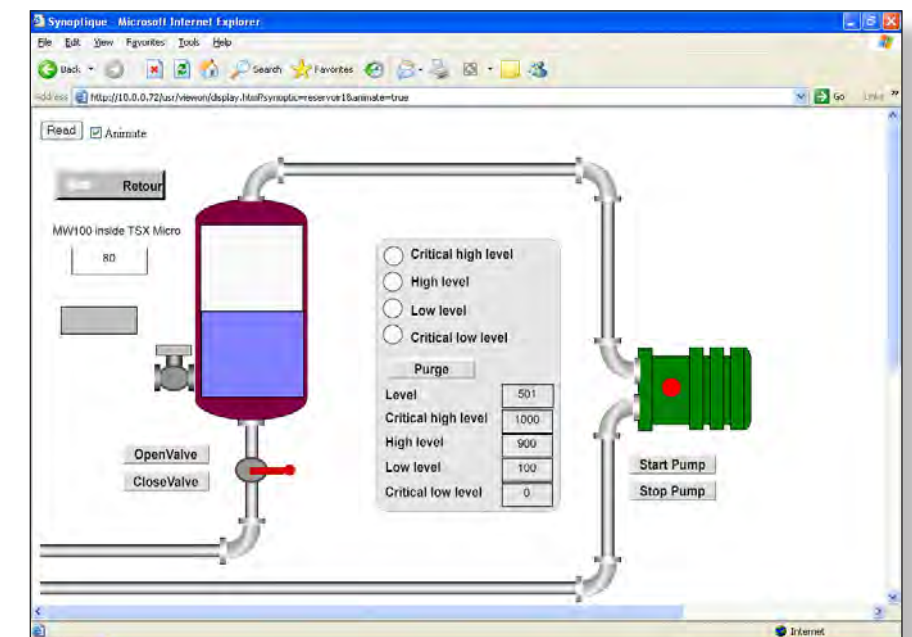 Synoptique - Microsoft Internet Explorer
File Edit View Favorites Tools Help
Back Search Favorites
Address http://10.0.0.72/usr/viewon/display.html?synoptic=reservoir1&animate=true Go Links »
Read Animate
Retour
MW100 inside TSX Micro
80
Critical high level
High level
Low level
Critical low level
Purge
Level 501
Critical high level 1000
High level 900
Low level 100
Critical low level 0
OpenValve
CloseValve
Start Pump
Stop Pump
Internet